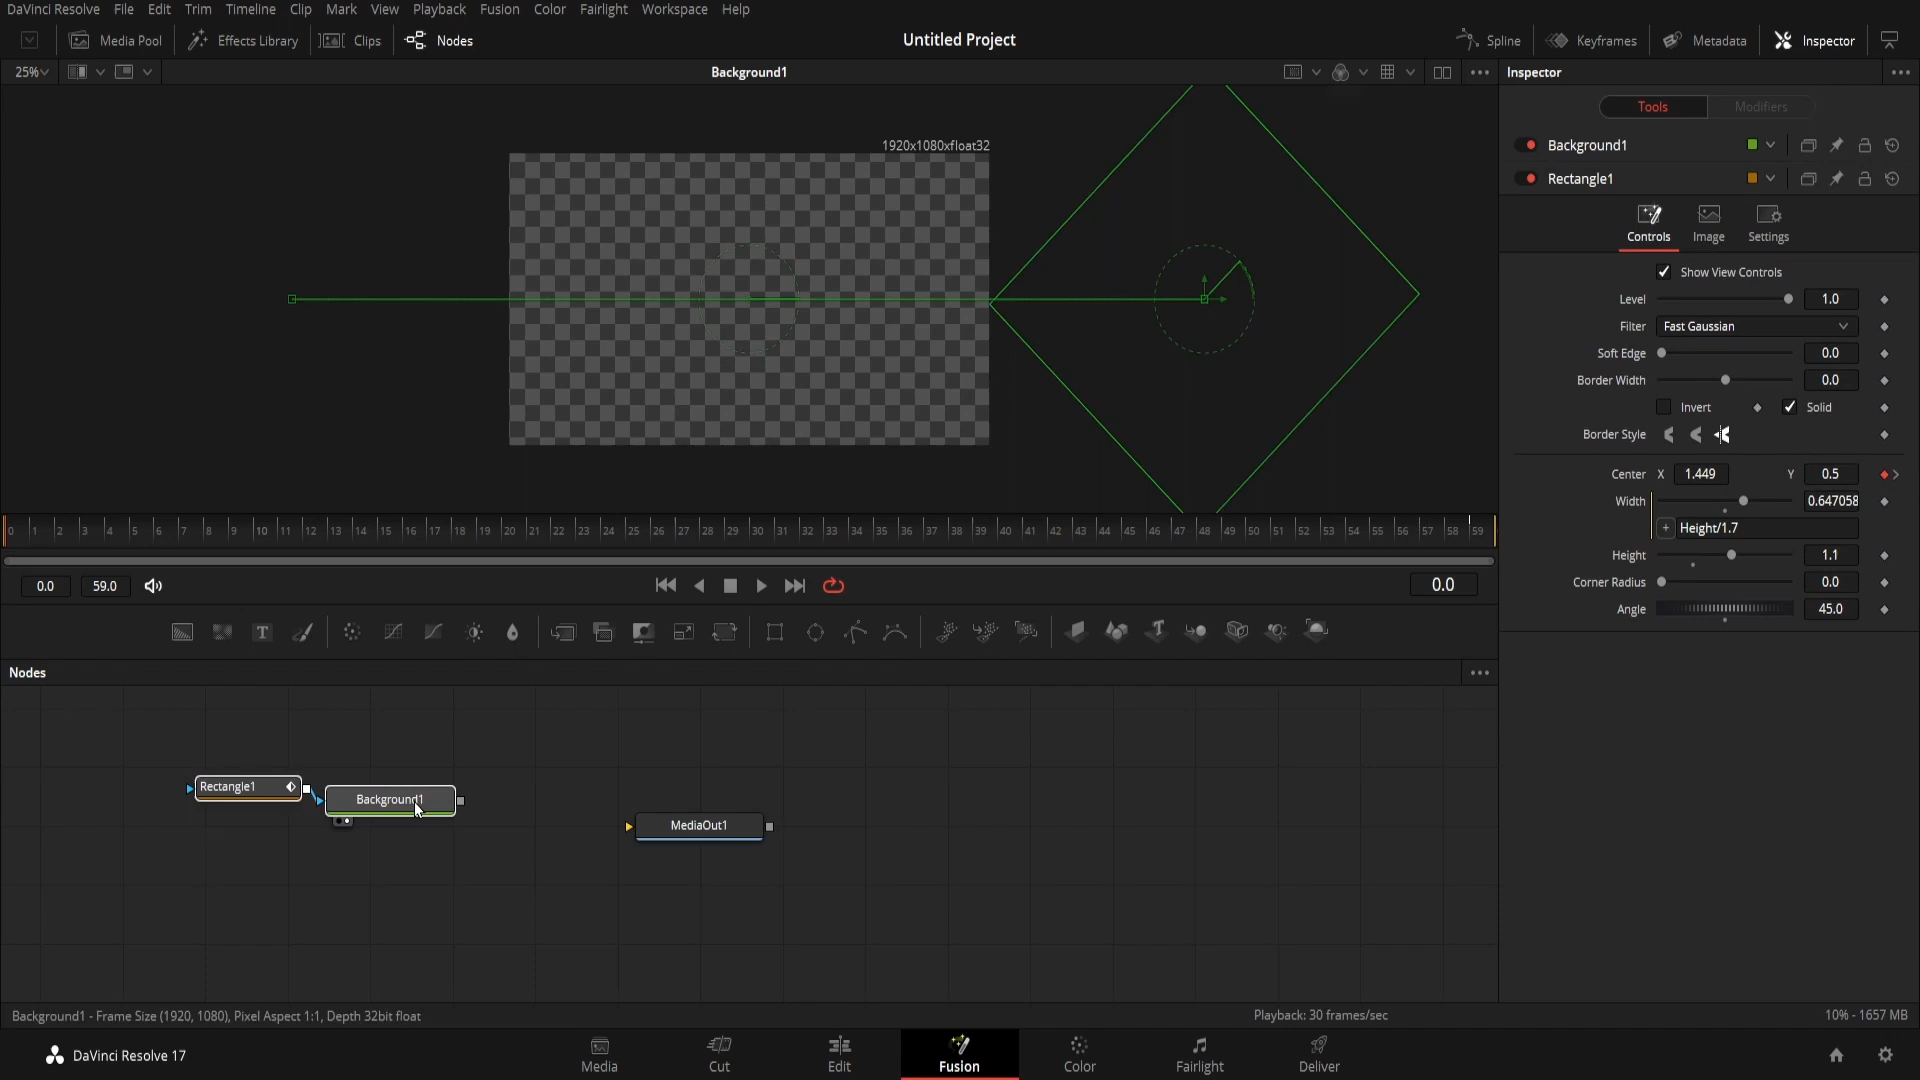 DaVinci Resolve File Edit Trim Timeline Clip Mark View Playback Fusion Color Fairlight Workspace Help
Media Pool Effects Library Clips Nodes Untitled Project Spline Keyframes Metadata Inspector
25% Background1 Inspector
Tools Modifiers
1920x1080xfloat32
Background1
Rectangle1
Controls Image Settings
Show View Controls
Level 1.0
Filter Fast Gaussian
Soft Edge 0.0
Border Width 0.0
Invert Solid
Border Style
Center X 1.449 Y 0.5
Width 0.647058
Height/1.7
Height 1.1
Corner Radius 0.0
Angle 45.0
0 1 2 3 4 5 6 7 8 9 10 11 12 13 14 15 16 17 18 19 20 21 22 23 24 25 26 27 28 29 30 31 32 33 34 35 36 37 38 39 40 41 42 43 44 45 46 47 48 49 50 51 52 53 54 55 56 57 58 59
0.0 59.0 0.0
T T
Nodes
Rectangle1
Background1
MediaOut1
Background1 - Frame Size (1920, 1080), Pixel Aspect 1:1, Depth 32bit float Playback: 30 frames/sec 10% - 1657 MB
DaVinci Resolve 17 Media Cut Edit Fusion Color Fairlight Deliver